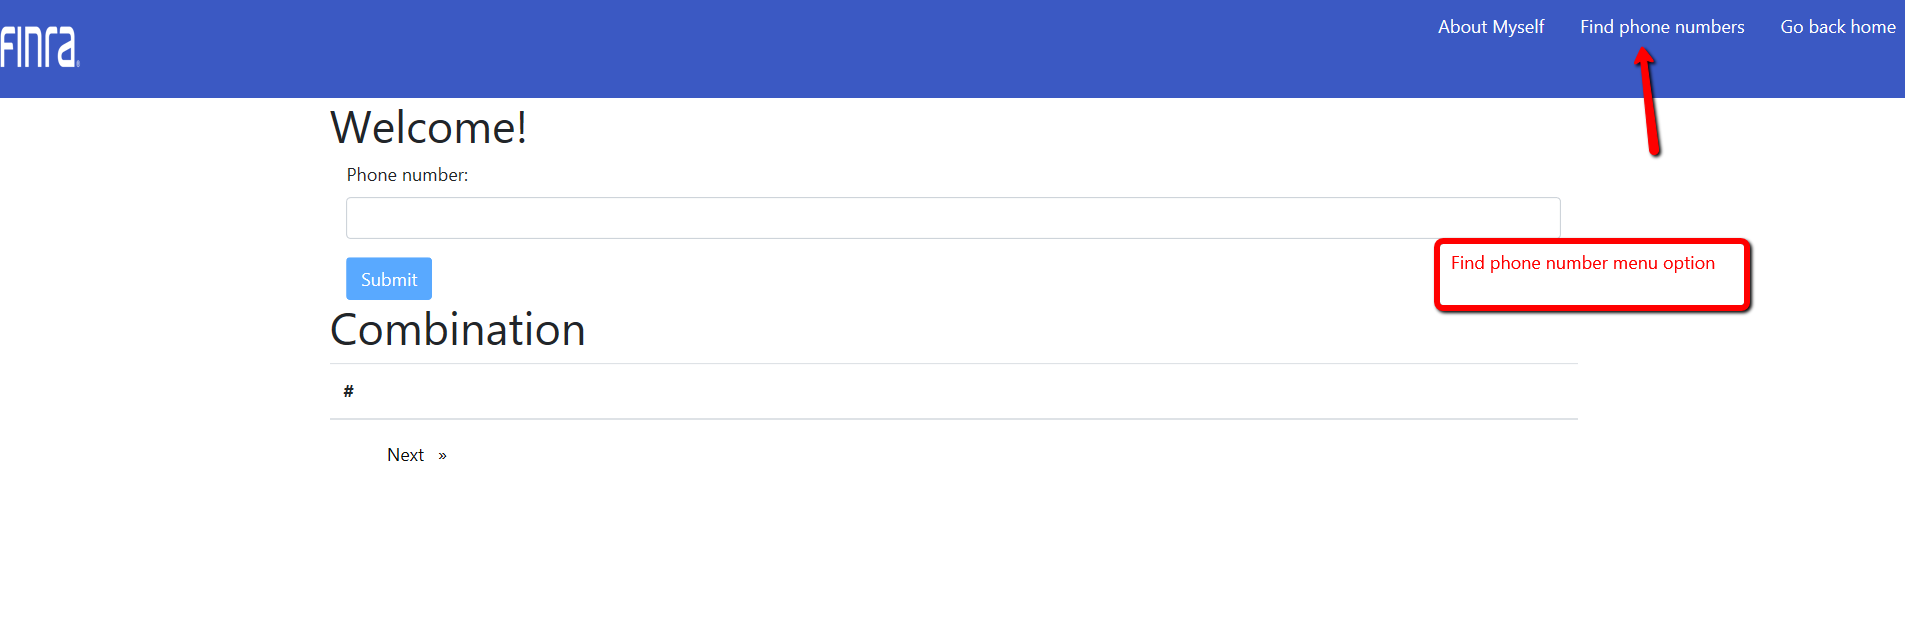 finra
About Myself Find phone numbers Go back home
Welcome!
Phone number:
Find phone number menu option
Submit
Combination
#
Next »